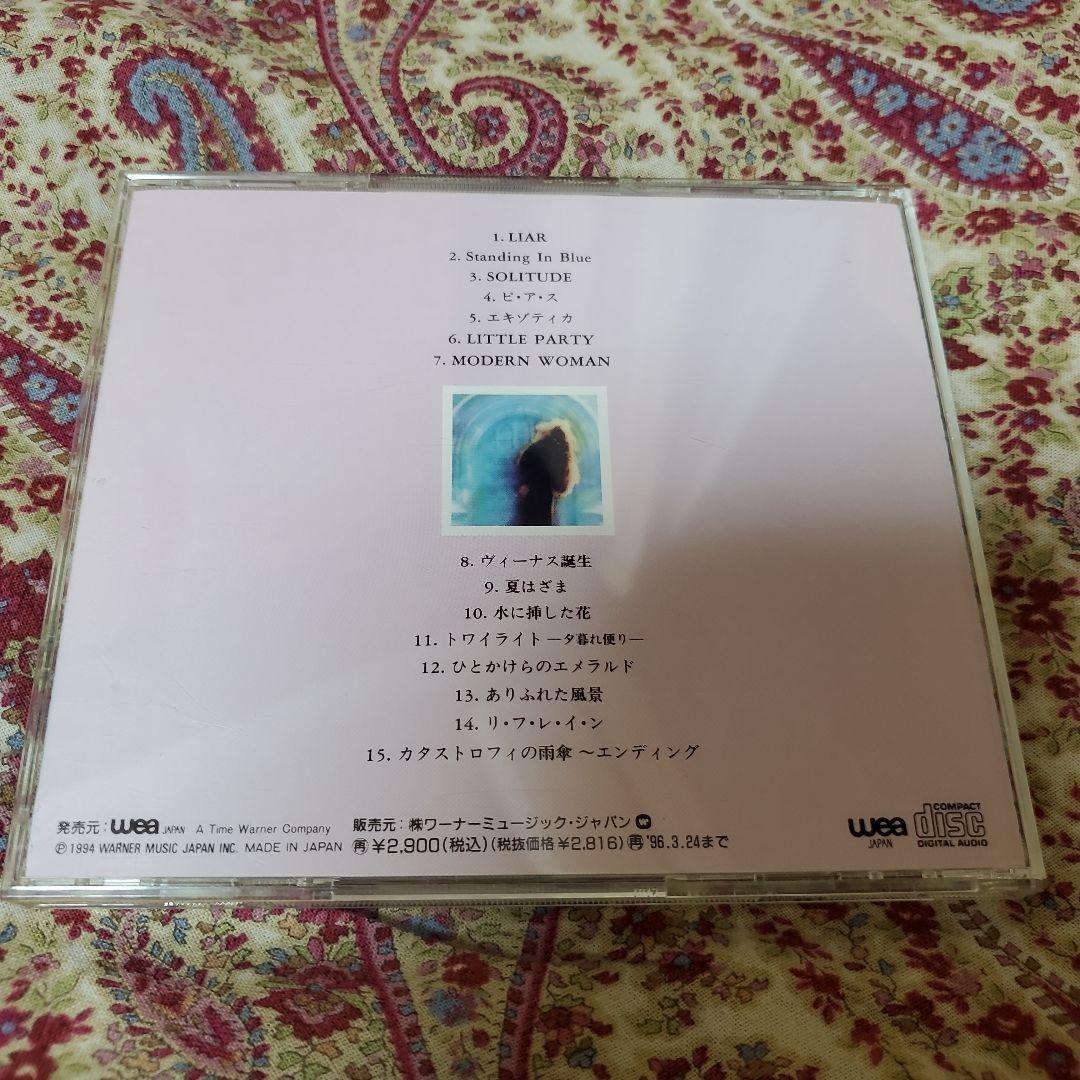 1. LIAR
2. Standing In Blue
3. SOLITUDE
4. ピ・ア・ス
5. エキゾティカ
6. LITTLE PARTY
7. MODERN WOMAN
8. ヴィーナス誕生
9. 夏はざま
10. 水に挿した花
11. トワイライト ―夕暮れ便り―
12. ひとかけらのエメラルド
13. ありふれた風景
14. リ・フ・レ・イ・ン
15. カタストロフィの雨傘 〜エンディング
発売元：wea JAPAN A Time Warner Company 販売元：㈱ワーナーミュージック・ジャパン
Ⓟ1994 WARNER MUSIC JAPAN INC. MADE IN JAPAN 再¥2,900(税込)(税抜価格¥2,816)再'96.3.24まで
wea JAPAN
COMPACT disc DIGITAL AUDIO